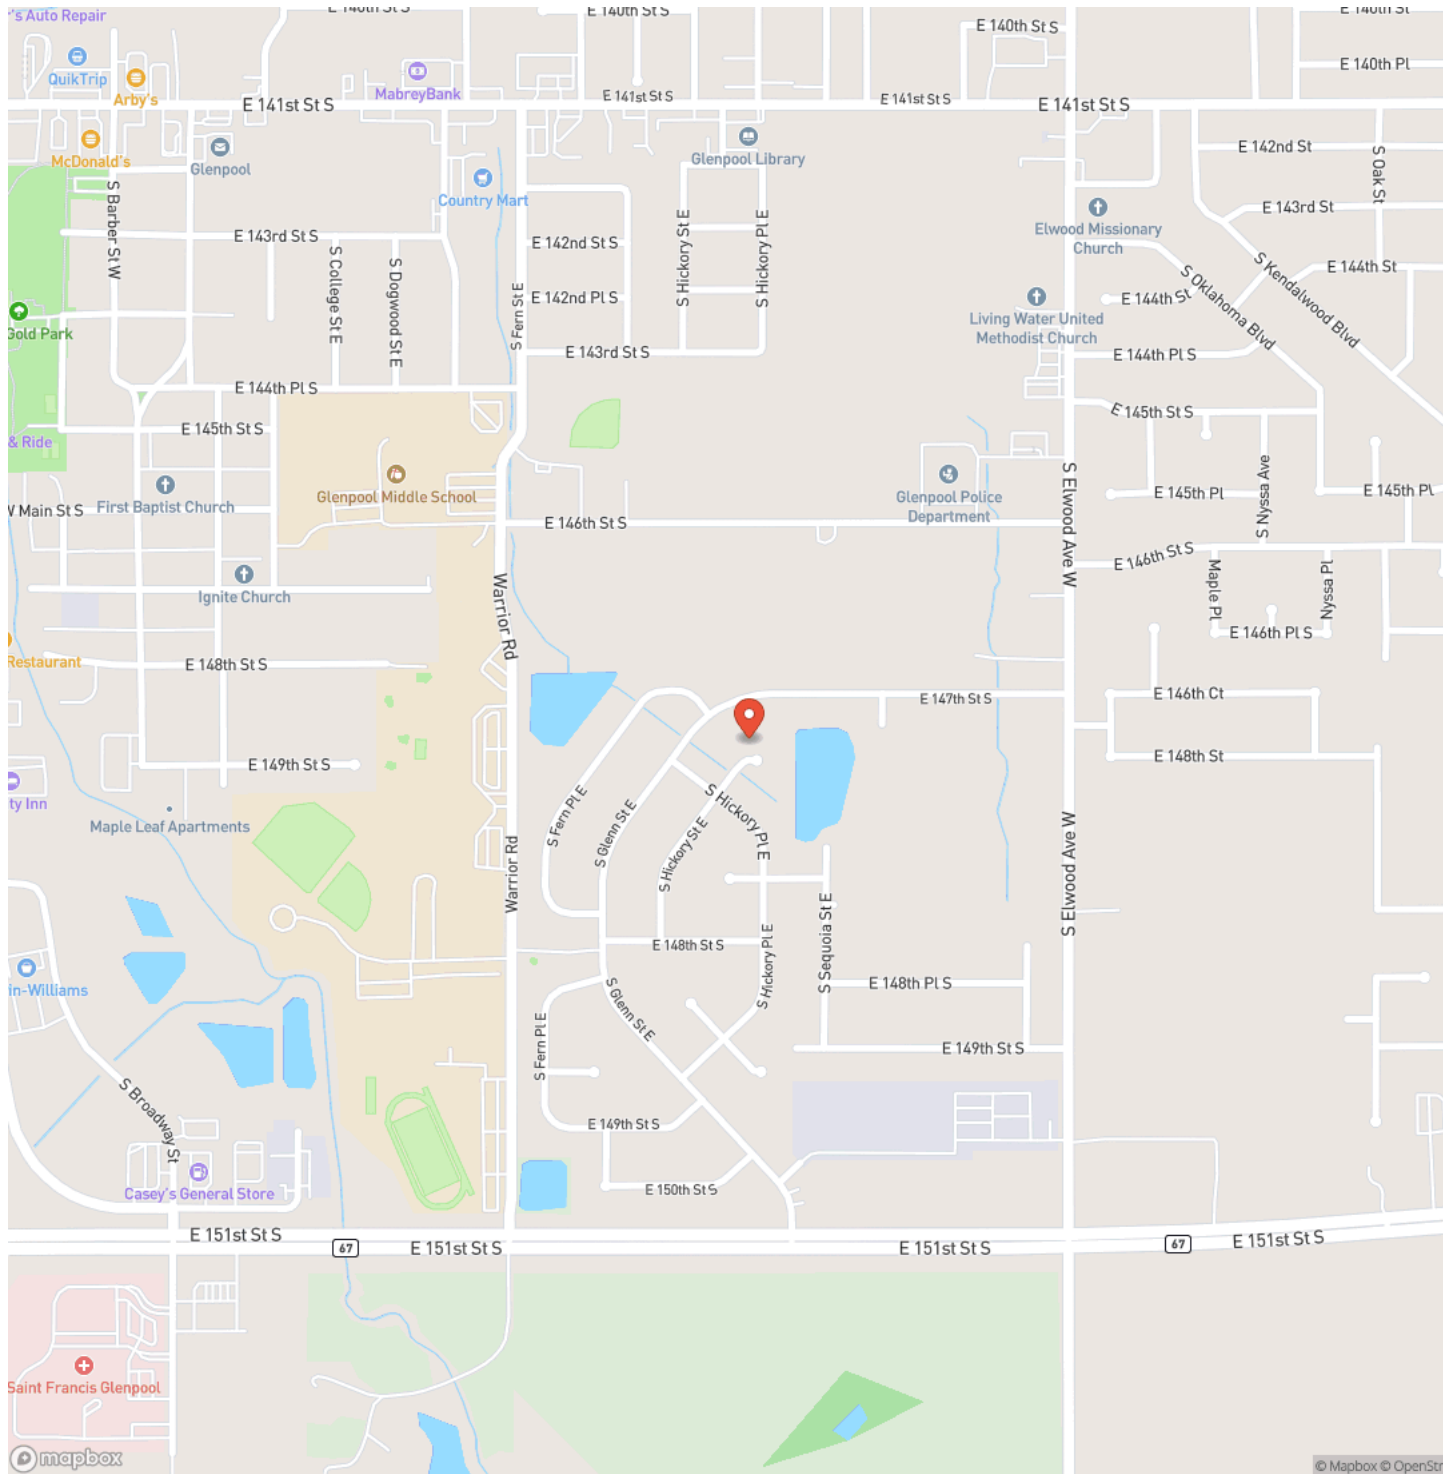 's Auto Repair
E 140th St S
E 140th St S
E 140th St
E 140th St S
E 140th Pl
QuikTrip
Arby's
MabreyBank
E 141st St S
E 141st St S
E 141st St S
E 141st St S
McDonald's
Glenpool
Glenpool Library
E 142nd St
S Oak St
S Barber St W
Country Mart
E 143rd St
E 143rd St S
E 142nd St S
S Hickory St E
S Hickory Pl E
Elwood Missionary
Church
S College St E
S Dogwood St E
S Fern St E
E 142nd Pl S
S Oklahoma Blvd
S Kendalwood Blvd
E 144th St
E 144th St
Gold Park
Living Water United
Methodist Church
E 143rd St S
E 144th Pl S
E 144th Pl S
E 145th St S
E 145th St S
& Ride
First Baptist Church
Glenpool Middle School
Glenpool Police
Department
S Elwood Ave W
E 145th Pl
S Nyssa Ave
E 145th Pl
W Main St S
E 146th St S
E 146th St S
Ignite Church
Warrior Rd
Maple Pl
Nyssa Pl
E 146th Pl S
Restaurant
E 148th St S
E 147th St S
E 146th Ct
E 149th St S
E 148th St
ty Inn
Maple Leaf Apartments
S Fern Pl E
S Glenn St E
S Hickory St E
S Hickory Pl E
Warrior Rd
S Elwood Ave W
E 148th St S
S Hickory Pl E
S Sequoia St E
in-Williams
E 148th Pl S
S Glenn St E
S Fern Pl E
E 149th St S
S Broadway St
E 149th St S
Casey's General Store
E 150th St S
E 151st St S
67
E 151st St S
E 151st St S
67
E 151st St S
Saint Francis Glenpool
mapbox
© Mapbox © OpenStr